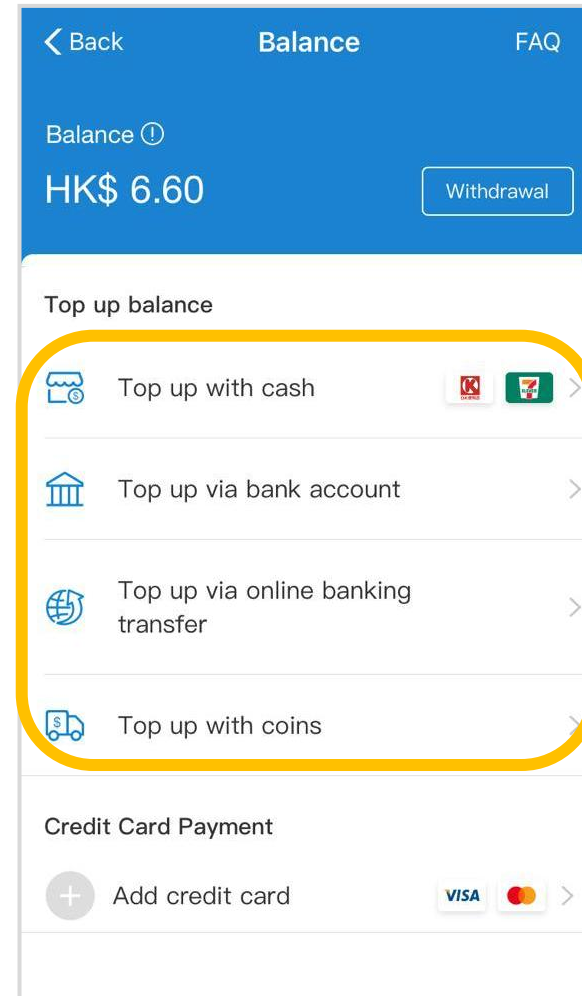 Back
Balance
FAQ
Balance
HK$ 6.60
Withdrawal
Top up balance
Top up with cash
Top up via bank account
Top up via online banking
transfer
$
Top up with coins
Credit Card Payment
Add credit card
VISA